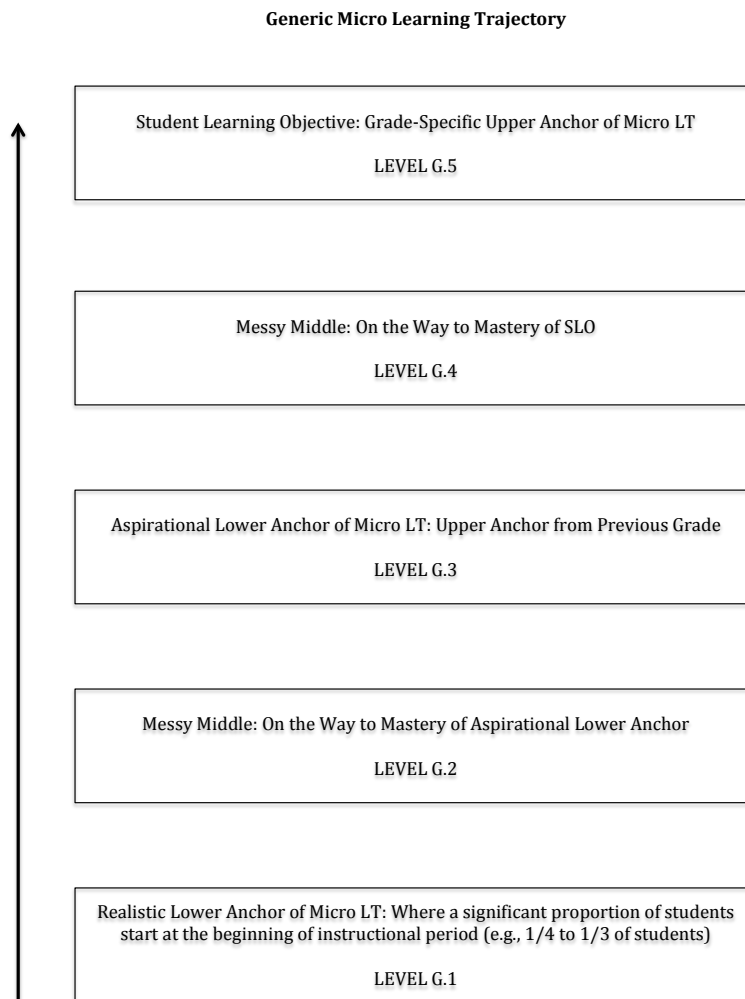 Generic Micro Learning Trajectory
Student Learning Objective: Grade-Specific Upper Anchor of Micro LT
LEVEL G.5
Messy Middle: On the Way to Mastery of SLO
LEVEL G.4
Aspirational Lower Anchor of Micro LT: Upper Anchor from Previous Grade
LEVEL G.3
Messy Middle: On the Way to Mastery of Aspirational Lower Anchor
LEVEL G.2
Realistic Lower Anchor of Micro LT: Where a significant proportion of students
start at the beginning of instructional period (e.g., 1/4 to 1/3 of students)
LEVEL G.1